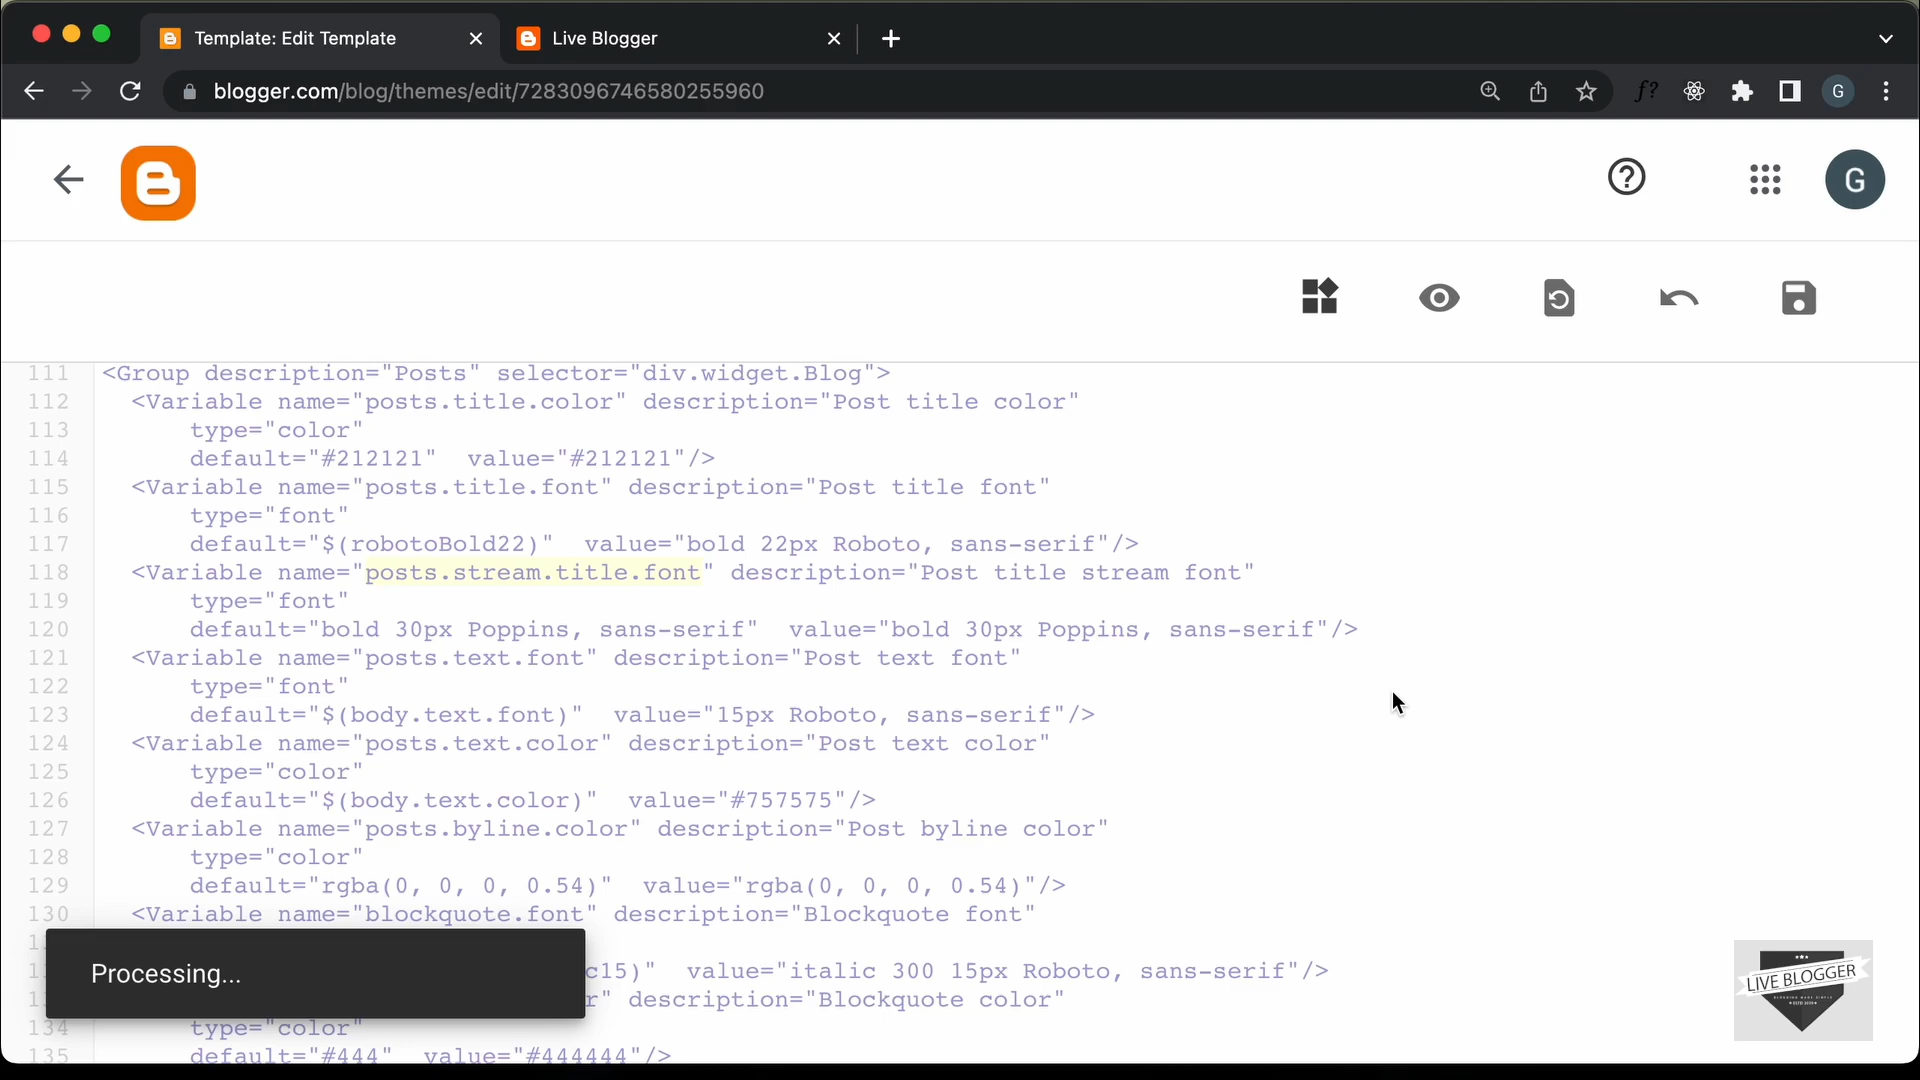 Template: Edit Template
Live Blogger
blogger.com/blog/themes/edit/7283096746580255960
f?
G
G
111 <Group description="Posts" selector="div.widget.Blog">
112 <Variable name="posts.title.color" description="Post title color"
113 type="color"
114 default="#212121" value="#212121"/>
115 <Variable name="posts.title.font" description="Post title font"
116 type="font"
117 default="$(robotoBold22)" value="bold 22px Roboto, sans-serif"/>
118 <Variable name="posts.stream.title.font" description="Post title stream font"
119 type="font"
120 default="bold 30px Poppins, sans-serif" value="bold 30px Poppins, sans-serif"/>
121 <Variable name="posts.text.font" description="Post text font"
122 type="font"
123 default="$(body.text.font)" value="15px Roboto, sans-serif"/>
124 <Variable name="posts.text.color" description="Post text color"
125 type="color"
126 default="$(body.text.color)" value="#757575"/>
127 <Variable name="posts.byline.color" description="Post byline color"
128 type="color"
129 default="rgba(0, 0, 0, 0.54)" value="rgba(0, 0, 0, 0.54)"/>
130 <Variable name="blockquote.font" description="Blockquote font"
c15)" value="italic 300 15px Roboto, sans-serif"/>
r" description="Blockquote color"
134 type="color"
135 default="#444" value="#444444"/>
Processing...
LIVE BLOGGER